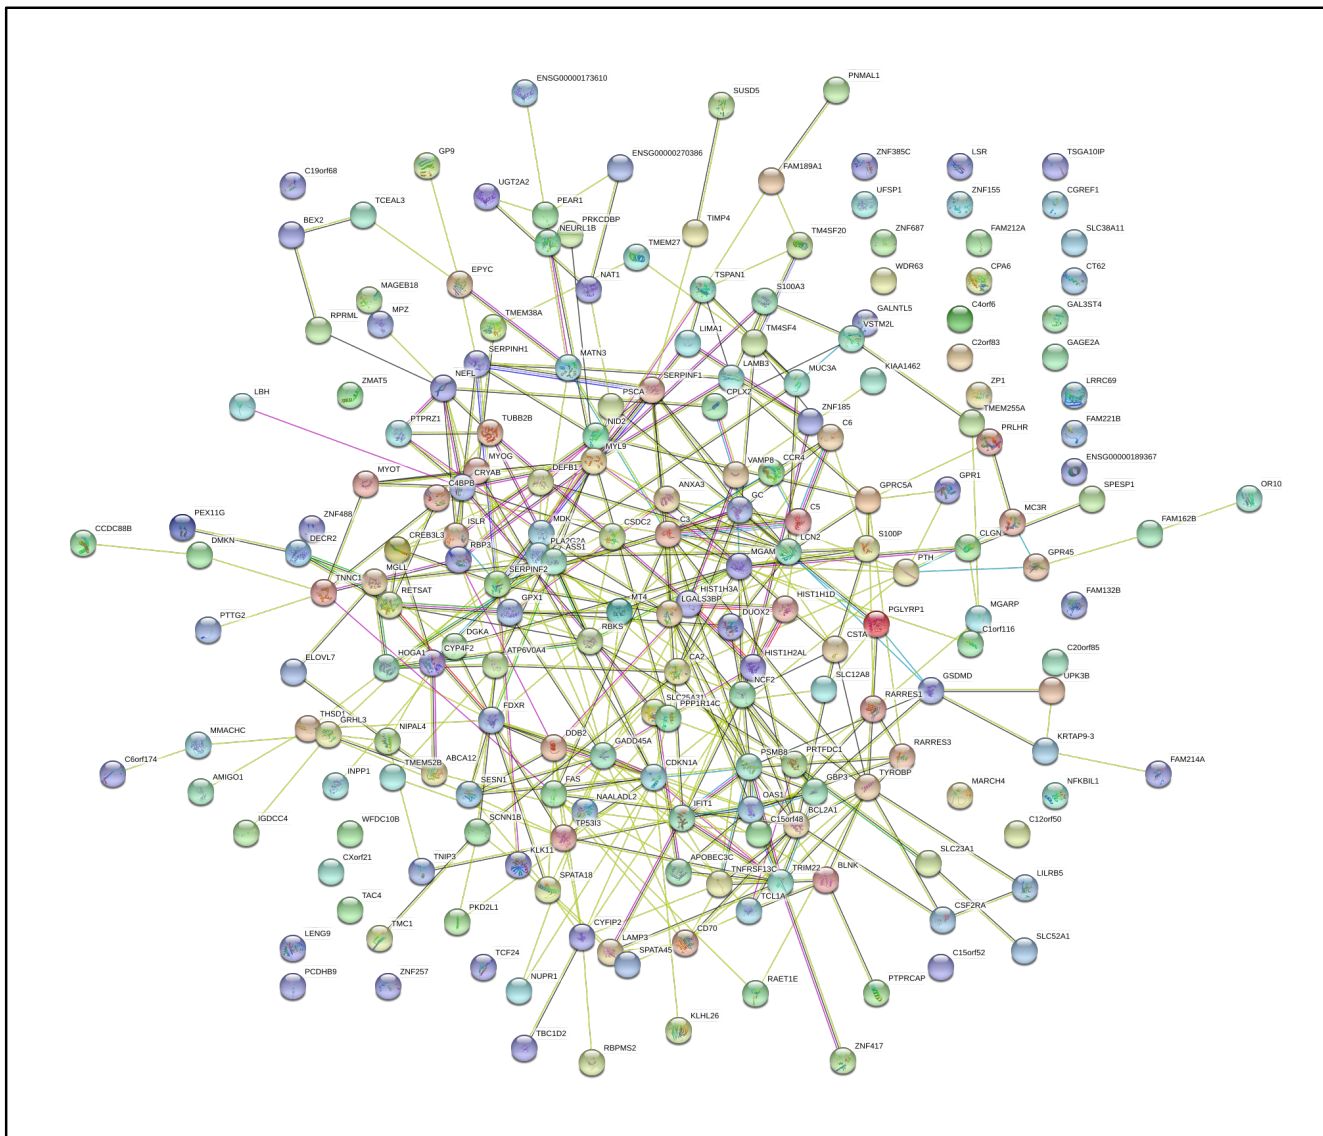 ENSG00000173610
PNMAL1
SUSD5
GP9
ENSG00000270386
ZNF385C
LSR
TSGA10IP
C19orf68
UGT2A2
FAM189A1
UFSP1
ZNF155
CGREF1
TCEAL3
PEAR1
BEX2
PRKCDBP
NEURL1B
TIMP4
TM4SF20
ZNF687
FAM212A
SLC38A11
TMEM27
EPYC
NAT1
TSPAN1
WDR63
CPA6
CT62
MAGEB18
S100A3
MPZ
RPRML
TMEM38A
LIMA1
TM4SF4
GALNTL5
VSTM2L
C4orf6
GAL3ST4
SERPINH1
MATN3
LAMB3
C2orf83
GAGE2A
NEFL
SERPINF1
MUC3A
KIAA1462
ZMAT5
LBH
PSCA
CPLX2
ZP1
LRRC69
PTPRZ1
TUBB2B
NID2
ZNF185
TMEM255A
C6
PRLHR
FAM221B
MYL9
MYOG
MYOT
CRYAB
DEFB1
VAMP8
CCR4
ENSG00000189367
C4BPB
ANXA3
GC
GPRC5A
GPR1
SPESP1
OR10
MC3R
CCDC88B
PEX11G
ZNF488
ISLR
MDK
CSDC2
C3
C5
FAM162B
DMKN
DECR2
CREB3L3
RBP3
PLA2G2A
ASS1
LCN2
S100P
CLGN
MGAM
PTH
GPR45
TNNC1
MGLL
SERPINF2
RETSAT
GPX1
MT4
LGALS3BP
HIST1H3A
HIST1H1D
FAM132B
PTTG2
DUOX2
PGLYRP1
MGARP
C1orf116
DGKA
RBKS
CSTA
HOGA1
CYP4F2
ATP6V0A4
CA2
HIST1H2AL
C20orf85
ELOVL7
NCF2
SLC12A8
GSDMD
UPK3B
SLC25A31
PPP1R14C
RARRES1
FDXR
THSD1
GRHL3
NIPAL4
DDB2
GADD45A
MMACHC
KRTAP9-3
TMEM52B
ABCA12
PSMB8
PRTFDC1
RARRES3
C6orf174
CDKN1A
FAM214A
AMIGO1
INPP1
SESN1
FAS
NAALADL2
GBP3
TYROBP
MARCH4
NFKBIL1
OAS1
IFIT1
BCL2A1
IGDCC4
WFDC10B
SCNN1B
TP53I3
C15orf48
C12orf50
CXorf21
TNIP3
KLK11
APOBEC3C
SLC23A1
TNFRSF13C
TRIM22
BLNK
SPATA18
LILRB5
TAC4
TCL1A
PKD2L1
CSF2RA
TMC1
CYFIP2
LENG9
LAMP3
CD70
SLC52A1
SPATA45
TCF24
C15orf52
PCDHB9
ZNF257
NUPR1
RAET1E
PTPRCAP
KLHL26
TBC1D2
RBPMS2
ZNF417